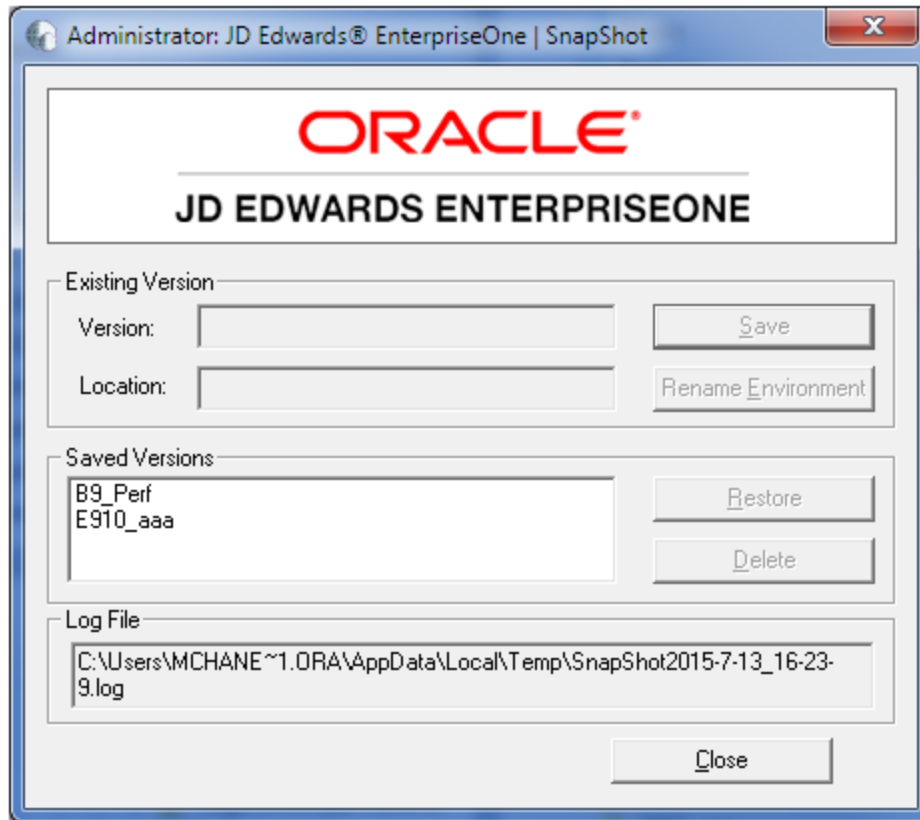 Administrator: JD Edwards® EnterpriseOne | SnapShot
X
ORACLE®
JD EDWARDS ENTERPRISEONE
Existing Version
Version:
Save
Location:
Rename Environment
Saved Versions
B9_Perf
E910_aaa
Restore
Delete
Log File
C:\Users\MCHANE~1.ORA\AppData\Local\Temp\SnapShot2015-7-13_16-23-
9.log
Close